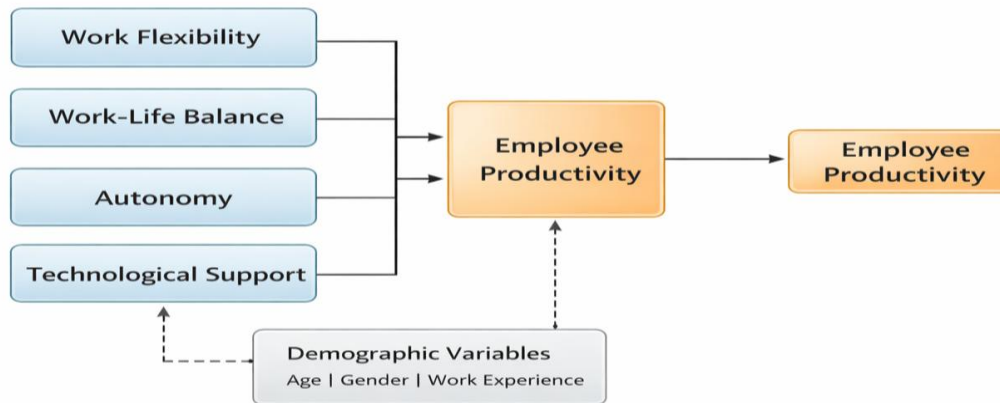 Work Flexibility
Work-Life Balance
Autonomy
Technological Support
Employee
Productivity
Employee
Productivity
Demographic Variables
Age | Gender | Work Experience